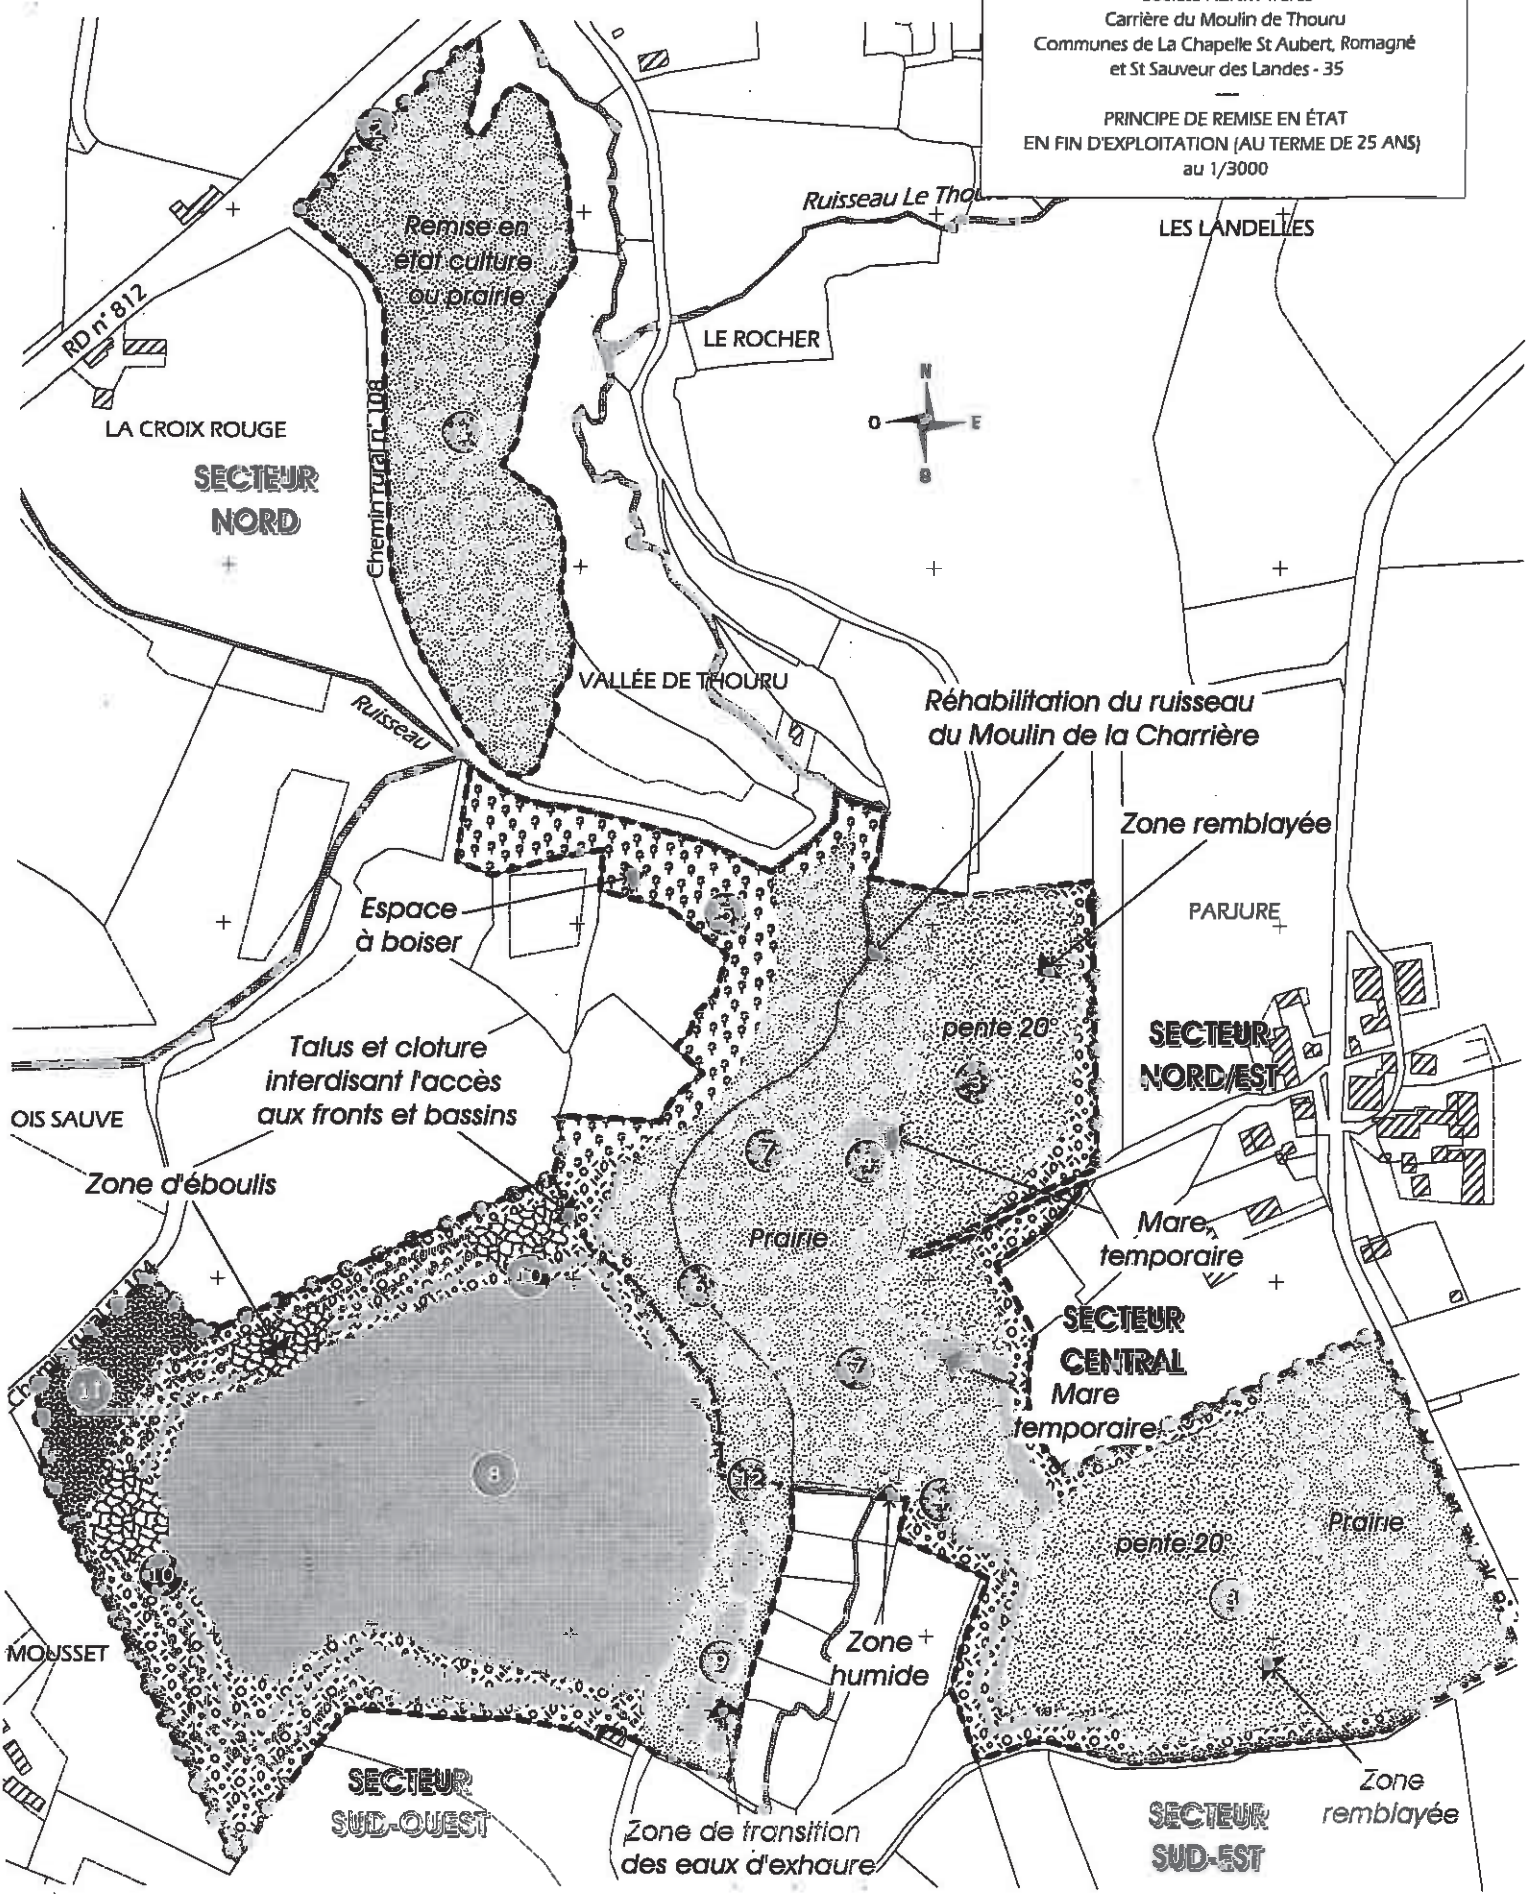 Carrière du Moulin de Thouru
Communes de La Chapelle St Aubert, Romagné
et St Sauveur des Landes - 35
PRINCIPE DE REMISE EN ÉTAT
EN FIN D'EXPLOITATION (AU TERME DE 25 ANS)
au 1/3000
Ruisseau Le
LES LANDELLES
Remise en
état culture
ou prairie
RD n° 812
LE ROCHER
N
O
E
S
LA CROIX ROUGE
Chemin rural n° 108
SECTEUR
NORD
VALLÉE DE THOURU
Ruisseau
Réhabilitation du ruisseau
du Moulin de la Charrière
Zone remblayée
Espace
à boiser
PARJURE
pente 20°
SECTEUR
NORD/EST
Talus et cloture
interdisant l'accès
aux fronts et bassins
OIS SAUVE
Zone d'éboulis
7
Prairie
Mare
temporaire
SECTEUR
CENTRAL
Mare
temporaire
7
11
8
12
pente 20°
Prairie
10
MOUSSET
9
Zone
humide
SECTEUR
SUD-OUEST
Zone de transition
des eaux d'exhaure
SECTEUR
SUD-EST
Zone
remblayée